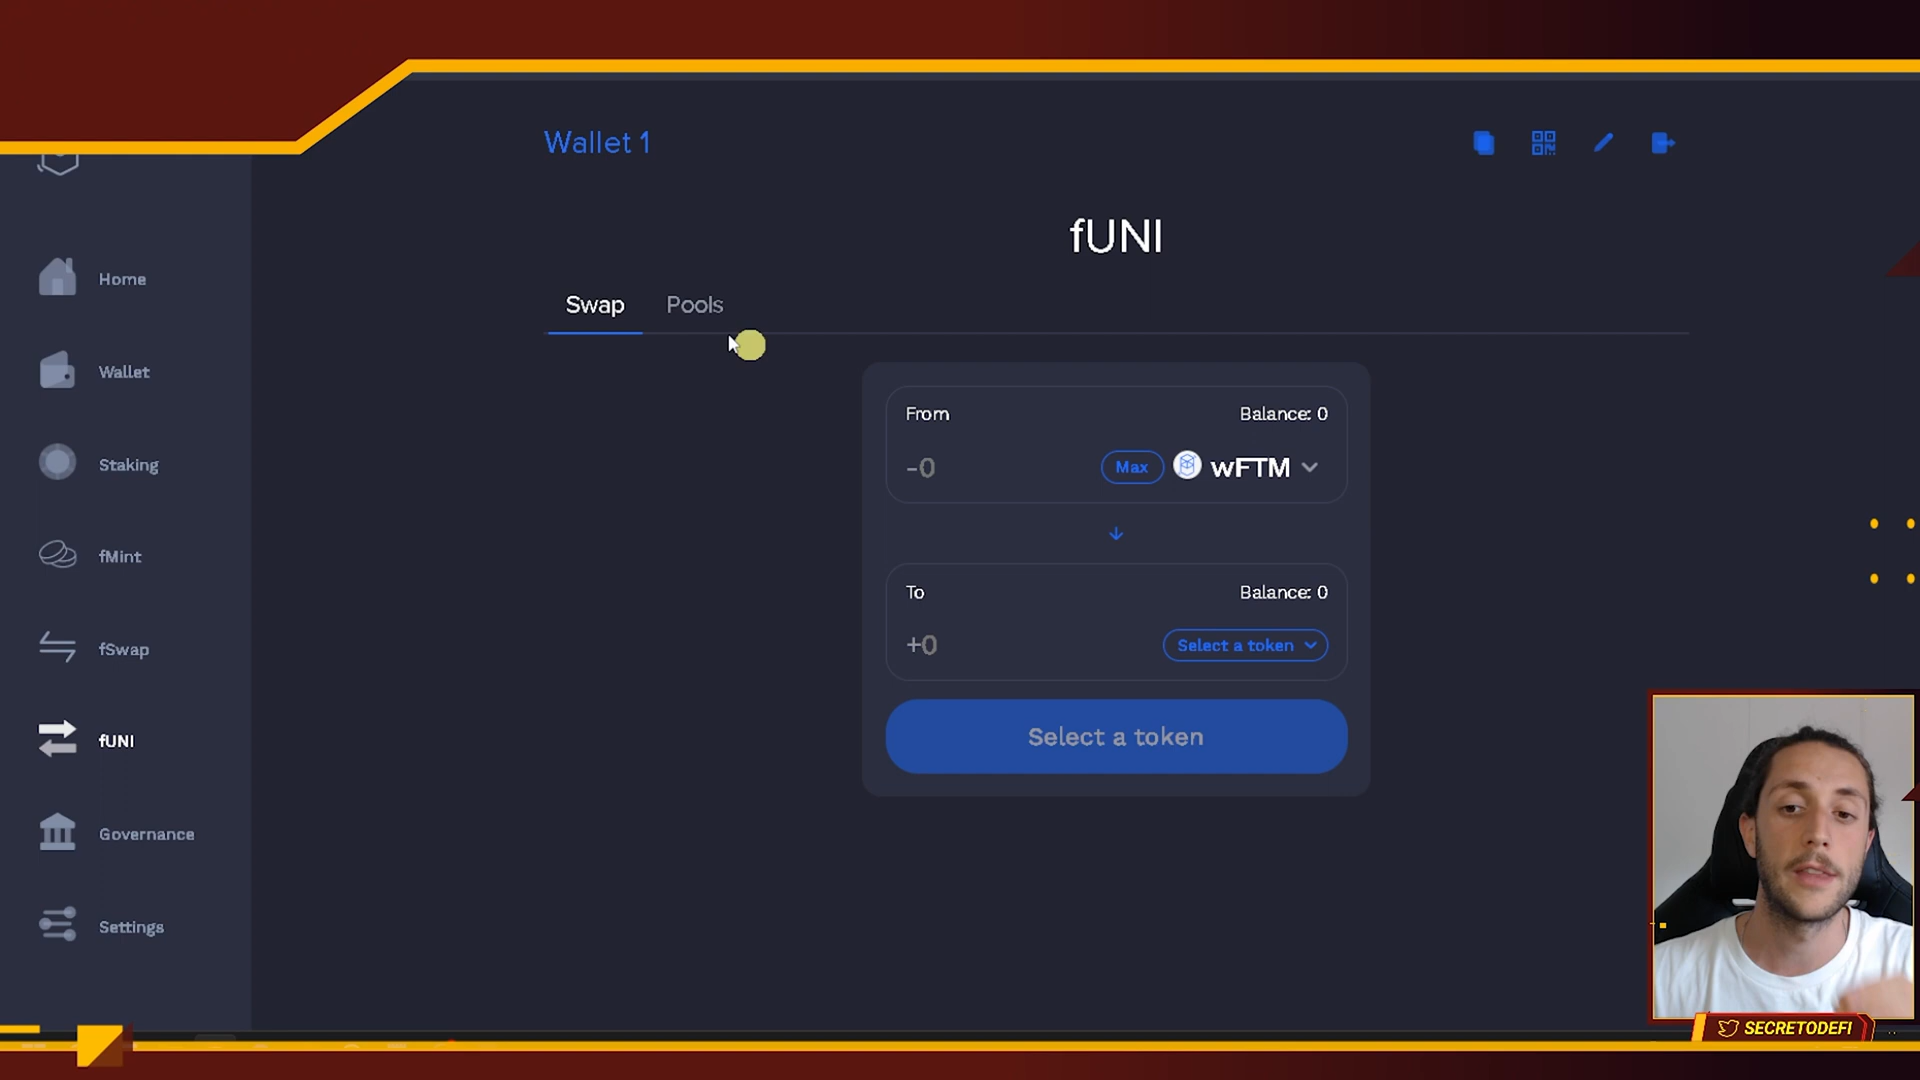 Wallet 1
fUNI
Swap
Pools
Home
Wallet
Staking
fMint
fSwap
fUNI
Governance
Settings
From
Balance: 0
-0
Max
wFTM
To
Balance: 0
+0
Select a token
Select a token
SECRETODEFI